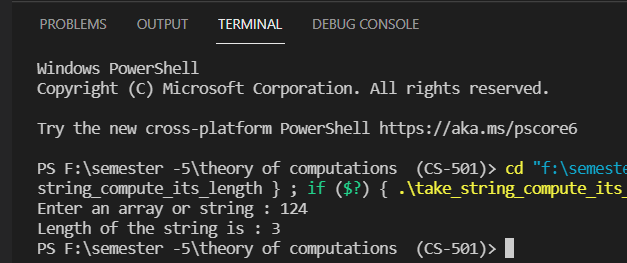 PROBLEMS OUTPUT TERMINAL DEBUG CONSOLE
Windows PowerShell
Copyright (C) Microsoft Corporation. All rights reserved.
Try the new cross-platform PowerShell https://aka.ms/pscore6
PS F:\semester -5\theory of computations  (CS-501)> cd "f:\semeste
string_compute_its_length } ; if ($?) { .\take_string_compute_its_
Enter an array or string : 124
Length of the string is : 3
PS F:\semester -5\theory of computations  (CS-501)>